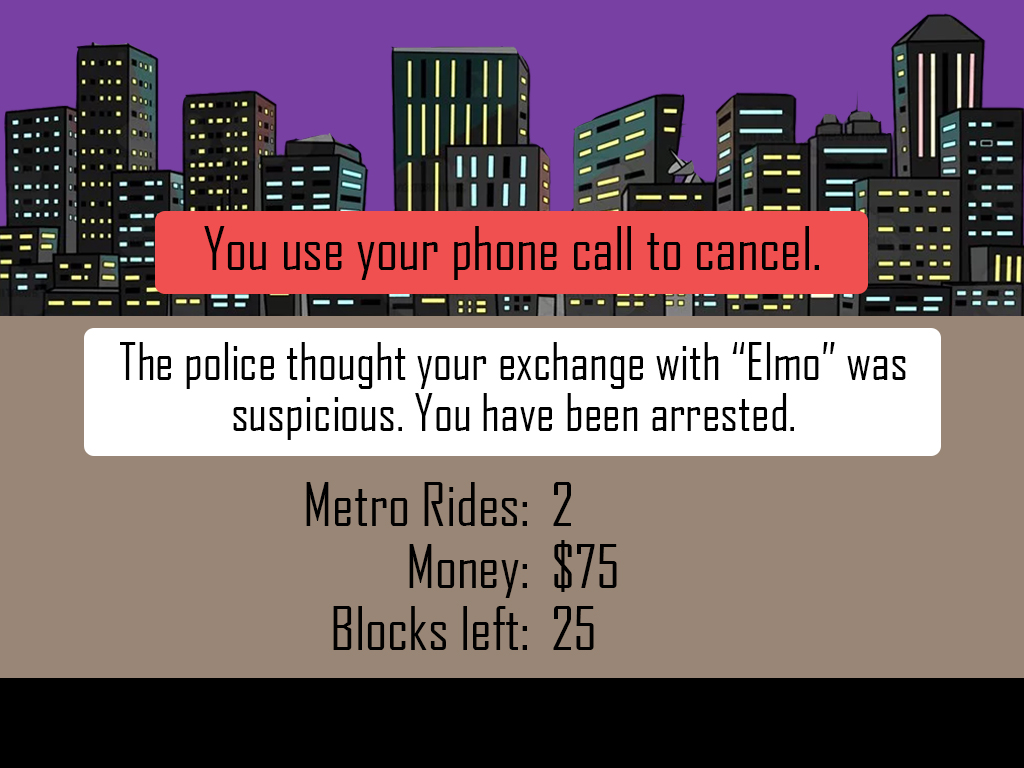 You use your phone call to cancel.
The police thought your exchange with “Elmo” was
suspicious. You have been arrested.
Metro Rides: 2
Money: $75
Blocks left: 25